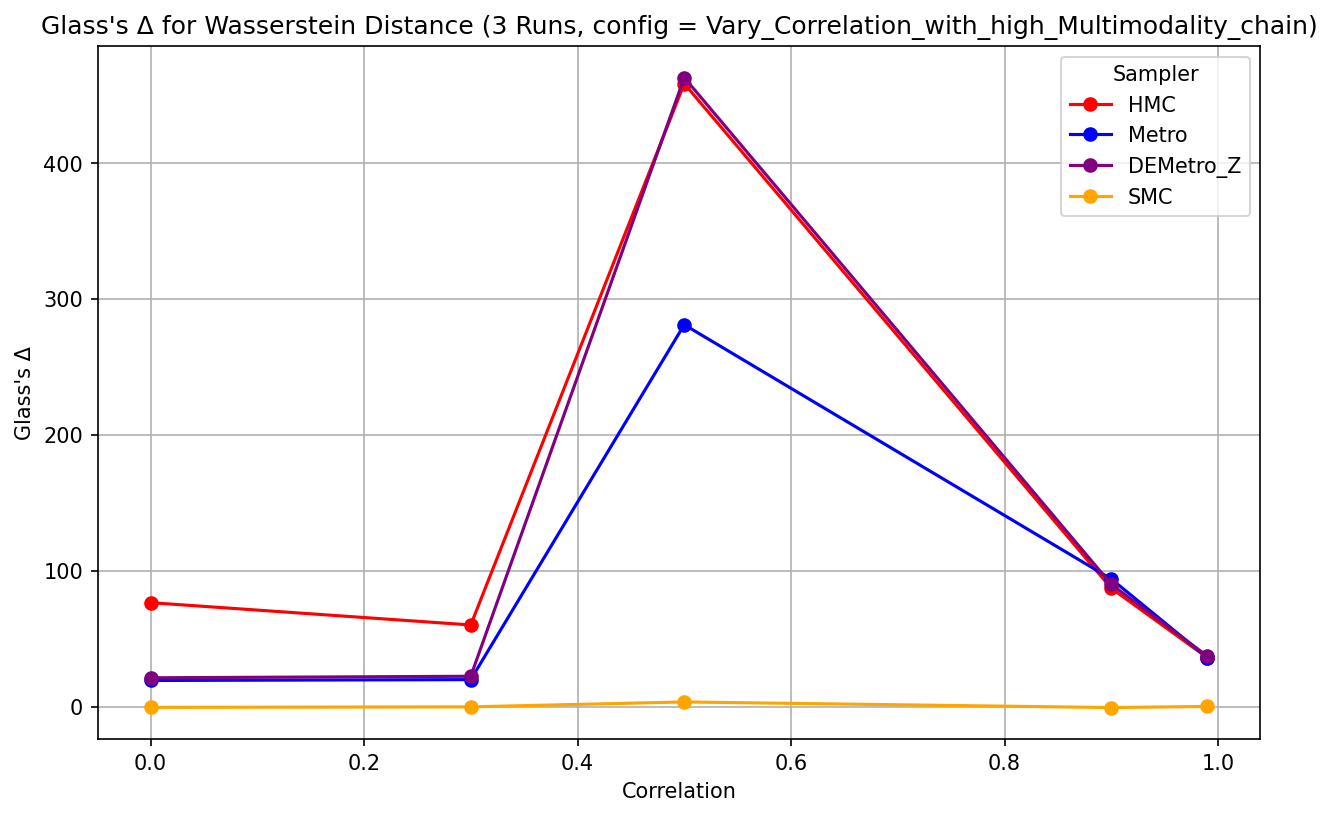 Glass's Δ for Wasserstein Distance (3 Runs, config = Vary_Correlation_with_high_Multimodality_chain)
Sampler
HMC
Metro
DEMetro_Z
SMC
Glass's Δ
400
300
200
100
0
0.0 0.2 0.4 0.6 0.8 1.0
Correlation